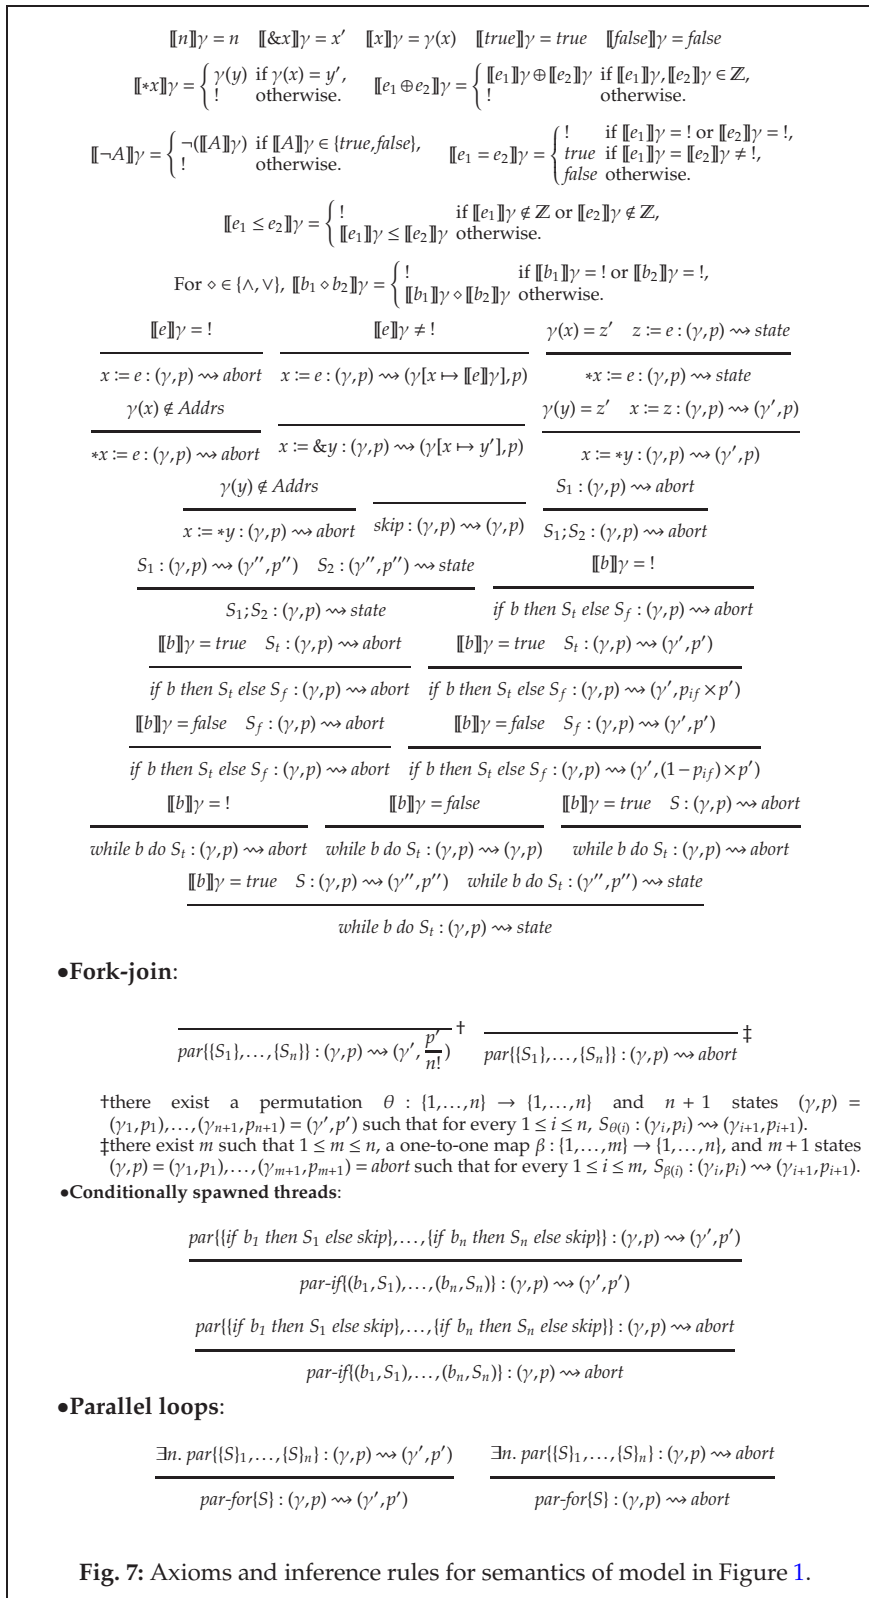 ⟦n⟧γ = n ⟦&x⟧γ = x′ ⟦x⟧γ = γ(x) ⟦true⟧γ = true ⟦false⟧γ = false
⟦∗x⟧γ = { γ(y) if γ(x) = y′, ! otherwise. ⟦e₁ ⊕ e₂⟧γ = { ⟦e₁⟧γ ⊕ ⟦e₂⟧γ if ⟦e₁⟧γ, ⟦e₂⟧γ ∈ ℤ, ! otherwise.
⟦¬A⟧γ = { ¬(⟦A⟧γ) if ⟦A⟧γ ∈ {true, false}, ! otherwise. ⟦e₁ = e₂⟧γ = { ! if ⟦e₁⟧γ = ! or ⟦e₂⟧γ = !, true if ⟦e₁⟧γ = ⟦e₂⟧γ ≠ !, false otherwise.
⟦e₁ ≤ e₂⟧γ = { ! if ⟦e₁⟧γ ∉ ℤ or ⟦e₂⟧γ ∉ ℤ, ⟦e₁⟧γ ≤ ⟦e₂⟧γ otherwise.
For ⋄ ∈ {∧, ∨}, ⟦b₁ ⋄ b₂⟧γ = { ! if ⟦b₁⟧γ = ! or ⟦b₂⟧γ = !, ⟦b₁⟧γ ⋄ ⟦b₂⟧γ otherwise.
⟦e⟧γ = ! ⟦e⟧γ ≠ ! γ(x) = z′ z := e : (γ, p) ⇝ state
x := e : (γ, p) ⇝ abort x := e : (γ, p) ⇝ (γ[x ↦ ⟦e⟧γ], p) ∗x := e : (γ, p) ⇝ state
γ(x) ∉ Addrs γ(y) = z′ x := z : (γ, p) ⇝ (γ′, p)
∗x := e : (γ, p) ⇝ abort x := &y : (γ, p) ⇝ (γ[x ↦ y′], p) x := ∗y : (γ, p) ⇝ (γ′, p)
γ(y) ∉ Addrs S₁ : (γ, p) ⇝ abort
x := ∗y : (γ, p) ⇝ abort skip : (γ, p) ⇝ (γ, p) S₁; S₂ : (γ, p) ⇝ abort
S₁ : (γ, p) ⇝ (γ″, p″) S₂ : (γ″, p″) ⇝ state ⟦b⟧γ = !
S₁; S₂ : (γ, p) ⇝ state if b then Sₜ else S_f : (γ, p) ⇝ abort
⟦b⟧γ = true Sₜ : (γ, p) ⇝ abort ⟦b⟧γ = true Sₜ : (γ, p) ⇝ (γ′, p′)
if b then Sₜ else S_f : (γ, p) ⇝ abort if b then Sₜ else S_f : (γ, p) ⇝ (γ′, p_if × p′)
⟦b⟧γ = false S_f : (γ, p) ⇝ abort ⟦b⟧γ = false S_f : (γ, p) ⇝ (γ′, p′)
if b then Sₜ else S_f : (γ, p) ⇝ abort if b then Sₜ else S_f : (γ, p) ⇝ (γ′, (1 − p_if) × p′)
⟦b⟧γ = ! ⟦b⟧γ = false ⟦b⟧γ = true S : (γ, p) ⇝ abort
while b do Sₜ : (γ, p) ⇝ abort while b do Sₜ : (γ, p) ⇝ (γ, p) while b do Sₜ : (γ, p) ⇝ abort
⟦b⟧γ = true S : (γ, p) ⇝ (γ″, p″) while b do Sₜ : (γ″, p″) ⇝ state
while b do Sₜ : (γ, p) ⇝ state
•Fork-join:
par{{S₁}, . . . , {Sₙ}} : (γ, p) ⇝ (γ′, p′/n!) † par{{S₁}, . . . , {Sₙ}} : (γ, p) ⇝ abort ‡
†there exist a permutation θ : {1, . . . , n} → {1, . . . , n} and n + 1 states (γ, p) =
(γ₁, p₁), . . . , (γₙ₊₁, pₙ₊₁) = (γ′, p′) such that for every 1 ≤ i ≤ n, S_θ(i) : (γᵢ, pᵢ) ⇝ (γᵢ₊₁, pᵢ₊₁).
‡there exist m such that 1 ≤ m ≤ n, a one-to-one map β : {1, . . . , m} → {1, . . . , n}, and m + 1 states
(γ, p) = (γ₁, p₁), . . . , (γₘ₊₁, pₘ₊₁) = abort such that for every 1 ≤ i ≤ m, S_β(i) : (γᵢ, pᵢ) ⇝ (γᵢ₊₁, pᵢ₊₁).
•Conditionally spawned threads:
par{{if b₁ then S₁ else skip}, . . . , {if bₙ then Sₙ else skip}} : (γ, p) ⇝ (γ′, p′)
par-if{(b₁, S₁), . . . , (bₙ, Sₙ)} : (γ, p) ⇝ (γ′, p′)
par{{if b₁ then S₁ else skip}, . . . , {if bₙ then Sₙ else skip}} : (γ, p) ⇝ abort
par-if{(b₁, S₁), . . . , (bₙ, Sₙ)} : (γ, p) ⇝ abort
•Parallel loops:
∃n. par{{S}₁, . . . , {S}ₙ} : (γ, p) ⇝ (γ′, p′) ∃n. par{{S}₁, . . . , {S}ₙ} : (γ, p) ⇝ abort
par-for{S} : (γ, p) ⇝ (γ′, p′) par-for{S} : (γ, p) ⇝ abort
Fig. 7: Axioms and inference rules for semantics of model in Figure 1.